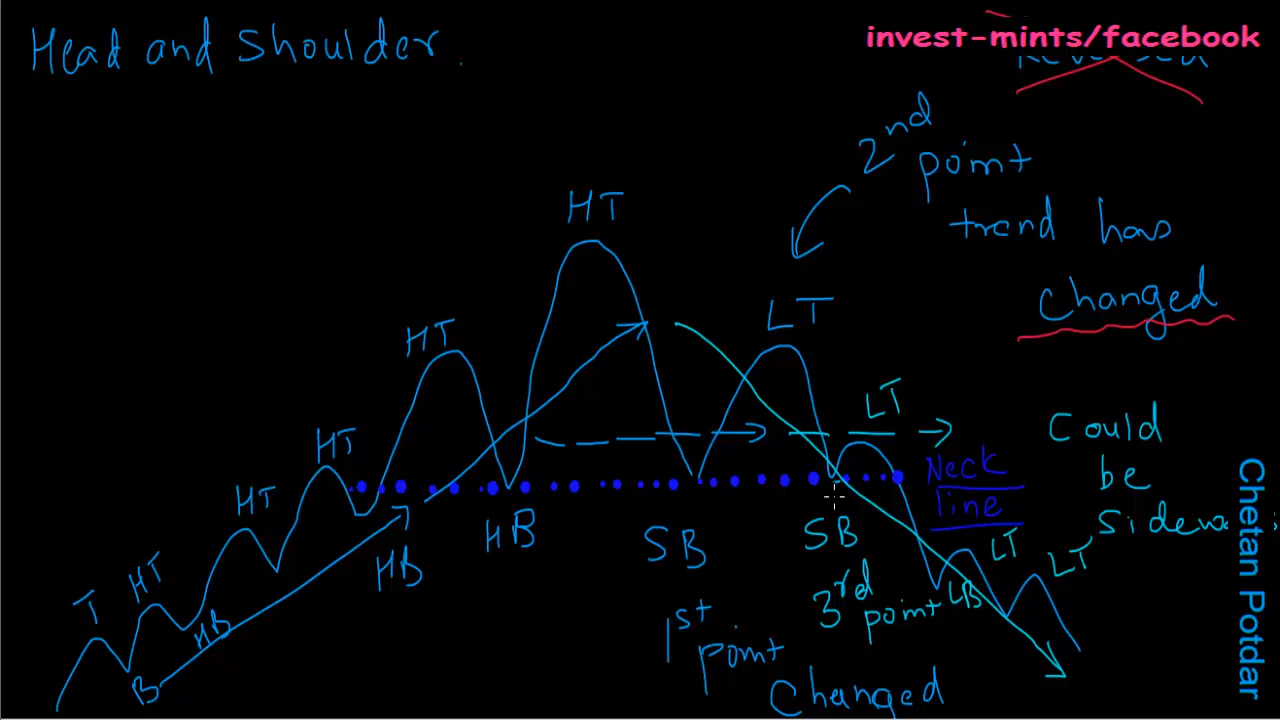 Head and Shoulder
invest-mints/facebook
2nd
point
trend has
changed
HT
LT
HT
LT
HT
HT
HT
T
Could
be
Neck
line
HB
SB
SB
HB
HB
B
LT
LT
LB
3rd
point
1st
point
Changed
Chetan Potdar